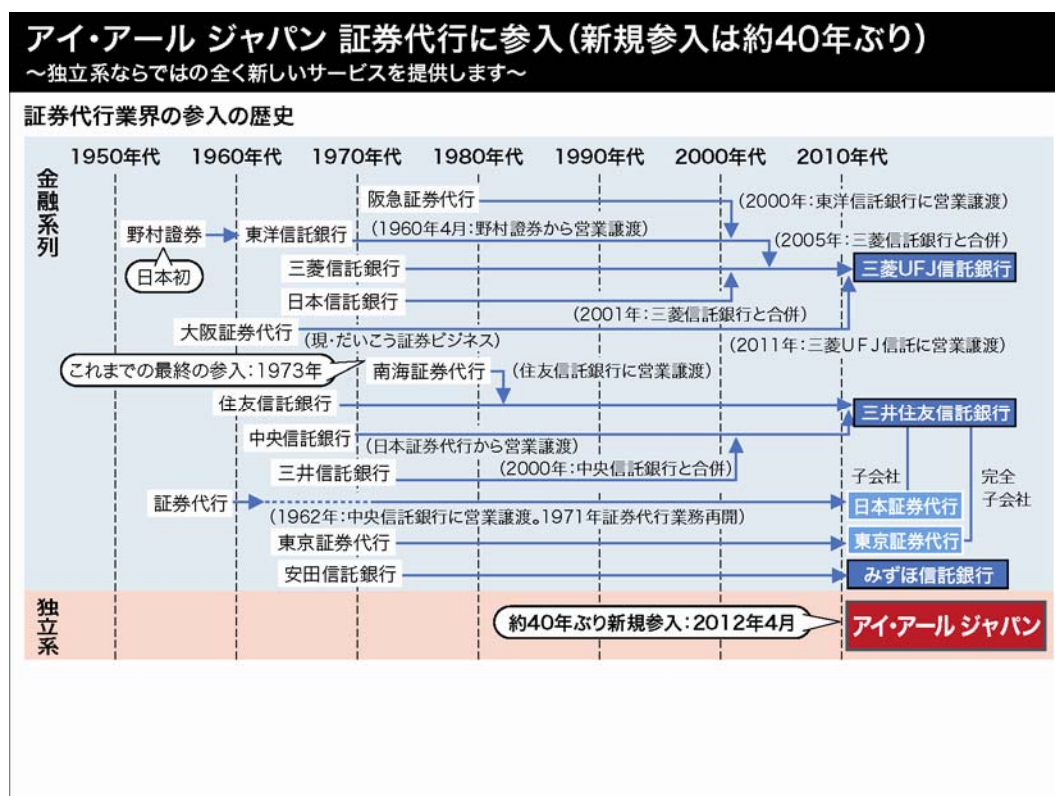 アイ・アール ジャパン 証券代行に参入（新規参入は約40年ぶり）
～独立系ならではの全く新しいサービスを提供します～
証券代行業界の参入の歴史
1950年代 1960年代 1970年代 1980年代 1990年代 2000年代 2010年代
金融系列
阪急証券代行
(2000年：東洋信託銀行に営業譲渡)
野村證券
東洋信託銀行
(1960年4月：野村證券から営業譲渡)
(2005年：三菱信託銀行と合併)
日本初
三菱信託銀行
三菱UFJ信託銀行
日本信託銀行
(2001年：三菱信託銀行と合併)
大阪証券代行
(現・だいこう証券ビジネス)
(2011年：三菱ＵＦＪ信託に営業譲渡)
これまでの最終の参入：1973年
南海証券代行
(住友信託銀行に営業譲渡)
住友信託銀行
三井住友信託銀行
中央信託銀行
(日本証券代行から営業譲渡)
三井信託銀行
(2000年：中央信託銀行と合併)
子会社
完全
子会社
証券代行
(1962年：中央信託銀行に営業譲渡。1971年証券代行業務再開)
日本証券代行
東京証券代行
東京証券代行
安田信託銀行
みずほ信託銀行
独立系
約40年ぶり新規参入：2012年4月
アイ・アール ジャパン